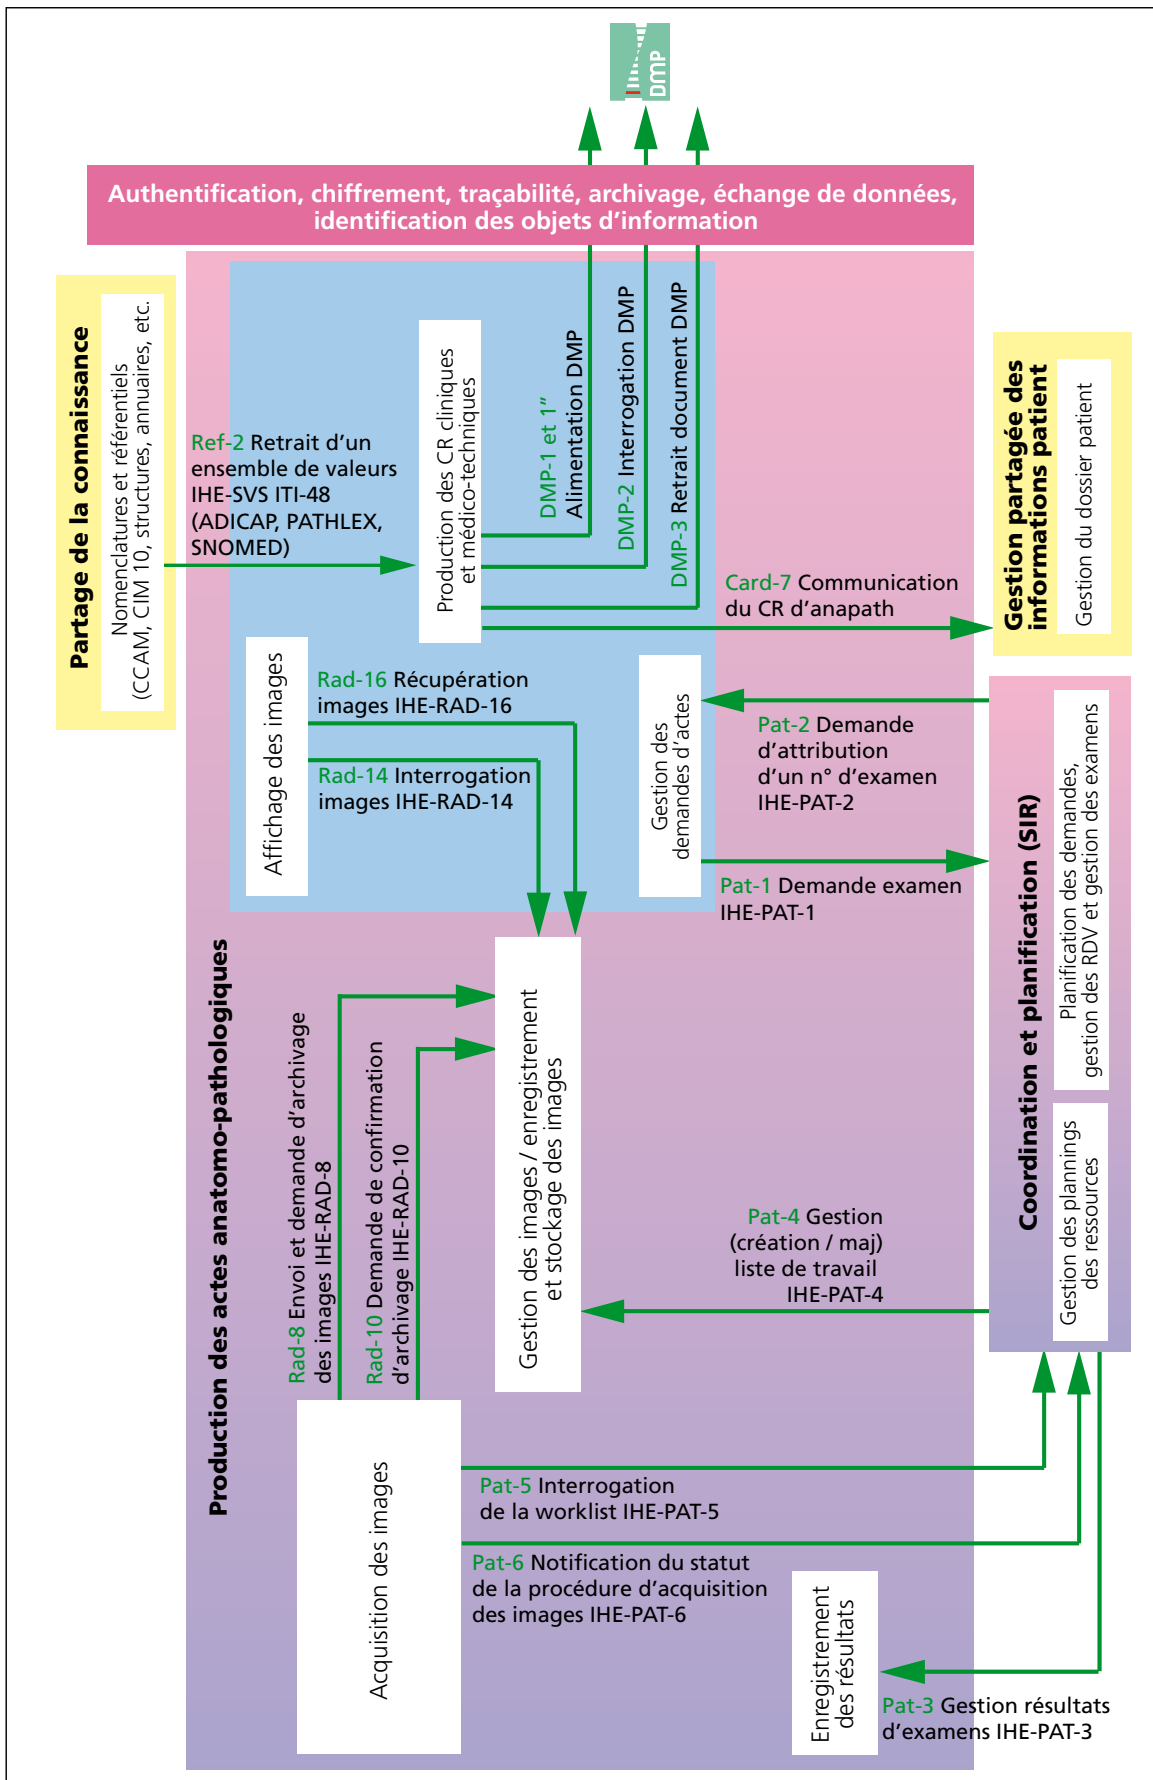 DMP
Authentification, chiffrement, traçabilité, archivage, échange de données,
identification des objets d’information
Partage de la connaissance
Nomenclatures et référentiels
(CCAM, CIM 10, structures, annuaires, etc.
Ref-2 Retrait d’un
ensemble de valeurs
IHE-SVS ITI-48
(ADICAP, PATHLEX,
SNOMED)
Production des CR cliniques
et médico-techniques
DMP-1 et 1”
Alimentation DMP
DMP-2 Interrogation DMP
DMP-3 Retrait document DMP
Card-7 Communication
du CR d’anapath
Gestion partagée des
informations patient
Gestion du dossier patient
Affichage des images
Rad-16 Récupération
images IHE-RAD-16
Rad-14 Interrogation
images IHE-RAD-14
Gestion des
demandes d’actes
Pat-2 Demande
d’attribution
d’un n° d’examen
IHE-PAT-2
Pat-1 Demande examen
IHE-PAT-1
Coordination et planification (SIR)
Planification des demandes,
gestion des RDV et gestion des examens
Gestion des plannings
des ressources
Production des actes anatomo-pathologiques
Rad-8 Envoi et demande d’archivage
des images IHE-RAD-8
Rad-10 Demande de confirmation
d’archivage IHE-RAD-10
Gestion des images / enregistrement
et stockage des images
Pat-4 Gestion
(création / maj)
liste de travail
IHE-PAT-4
Acquisition des images
Pat-5 Interrogation
de la worklist IHE-PAT-5
Pat-6 Notification du statut
de la procédure d’acquisition
des images IHE-PAT-6
Enregistrement
des résultats
Pat-3 Gestion résultats
d’examens IHE-PAT-3